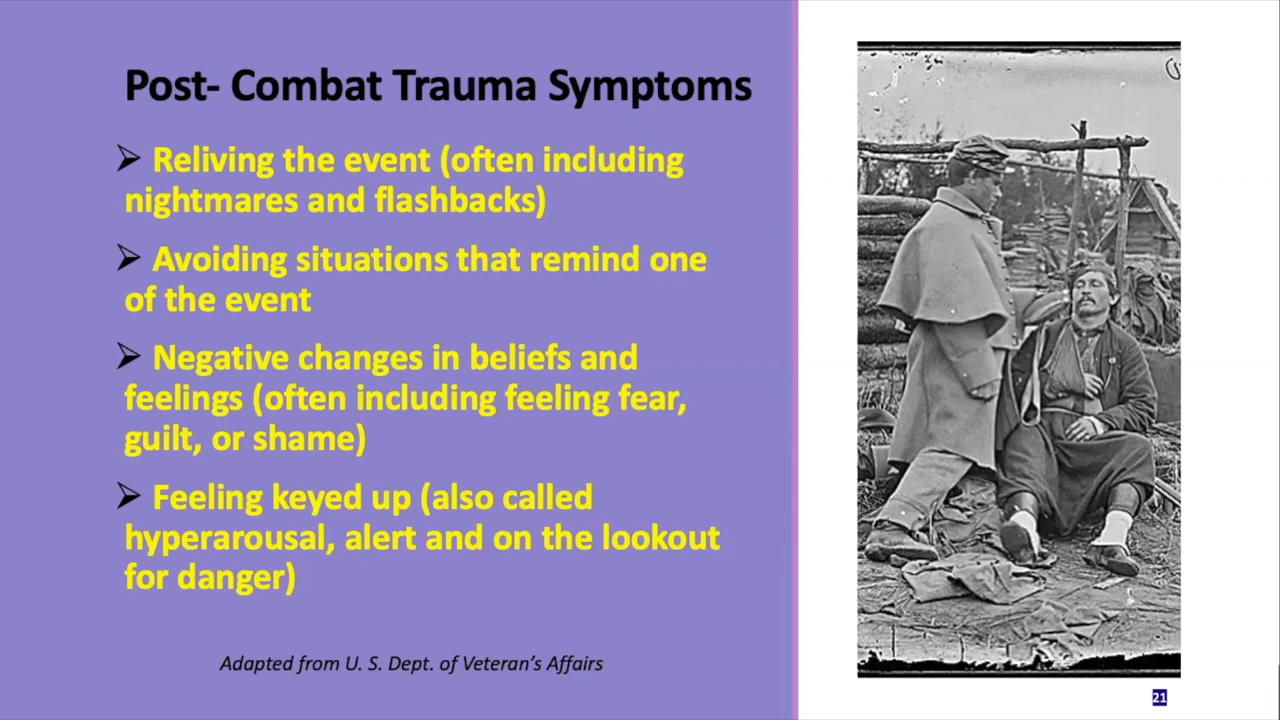 Post- Combat Trauma Symptoms
➢ Reliving the event (often including
nightmares and flashbacks)
➢ Avoiding situations that remind one
of the event
➢ Negative changes in beliefs and
feelings (often including feeling fear,
guilt, or shame)
➢ Feeling keyed up (also called
hyperarousal, alert and on the lookout
for danger)
Adapted from U. S. Dept. of Veteran's Affairs
21